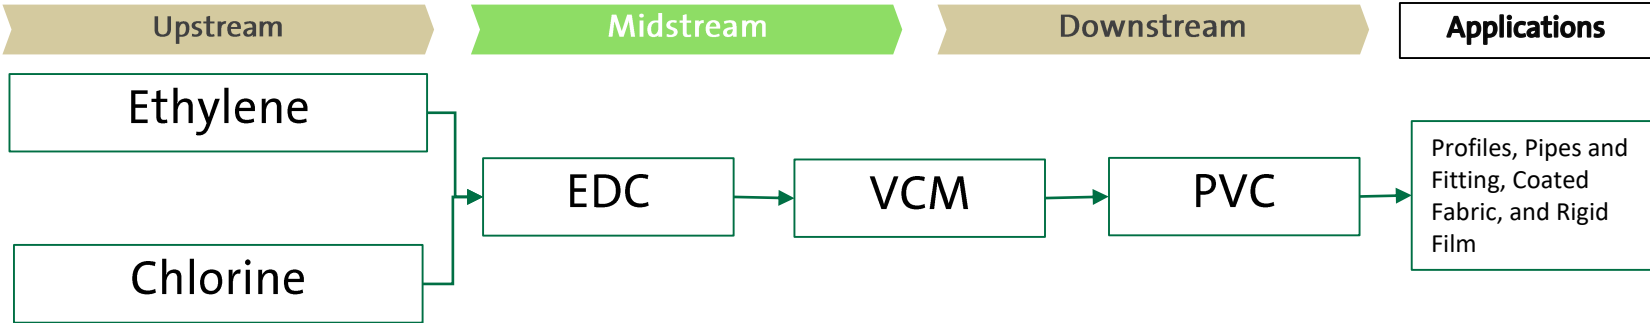 Upstream
Midstream
Downstream
Applications
Ethylene
Chlorine
EDC
VCM
PVC
Profiles, Pipes and
Fitting, Coated
Fabric, and Rigid
Film